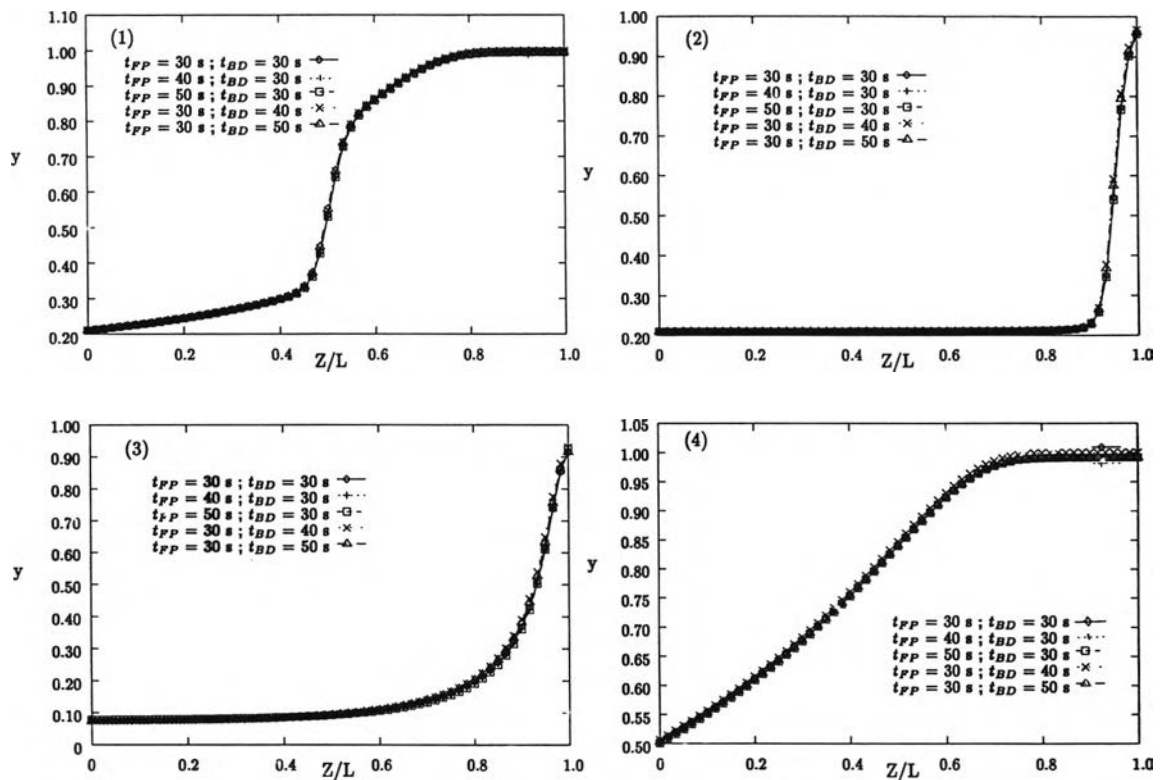 (1)
t_FP = 30 s ; t_BD = 30 s
t_FP = 40 s ; t_BD = 30 s
t_FP = 50 s ; t_BD = 30 s
t_FP = 30 s ; t_BD = 40 s
t_FP = 30 s ; t_BD = 50 s
1.10
1.00
0.90
0.80
0.70
0.60
0.50
0.40
0.30
0.20
y
0 0.2 0.4 0.6 0.8 1.0
Z/L
(2)
t_FP = 30 s ; t_BD = 30 s
t_FP = 40 s ; t_BD = 30 s
t_FP = 50 s ; t_BD = 30 s
t_FP = 30 s ; t_BD = 40 s
t_FP = 30 s ; t_BD = 50 s
1.00
0.90
0.80
0.70
0.60
0.50
0.40
0.30
0.20
y
0 0.2 0.4 0.6 0.8 1.0
Z/L
(3)
t_FP = 30 s ; t_BD = 30 s
t_FP = 40 s ; t_BD = 30 s
t_FP = 50 s ; t_BD = 30 s
t_FP = 30 s ; t_BD = 40 s
t_FP = 30 s ; t_BD = 50 s
1.00
0.90
0.80
0.70
0.60
0.50
0.40
0.30
0.20
0.10
0
y
0 0.2 0.4 0.6 0.8 1.0
Z/L
(4)
t_FP = 30 s ; t_BD = 30 s
t_FP = 40 s ; t_BD = 30 s
t_FP = 50 s ; t_BD = 30 s
t_FP = 30 s ; t_BD = 40 s
t_FP = 30 s ; t_BD = 50 s
1.05
1.00
0.95
0.90
0.85
0.80
0.75
0.70
0.65
0.60
0.55
0.50
y
0 0.2 0.4 0.6 0.8 1.0
Z/L